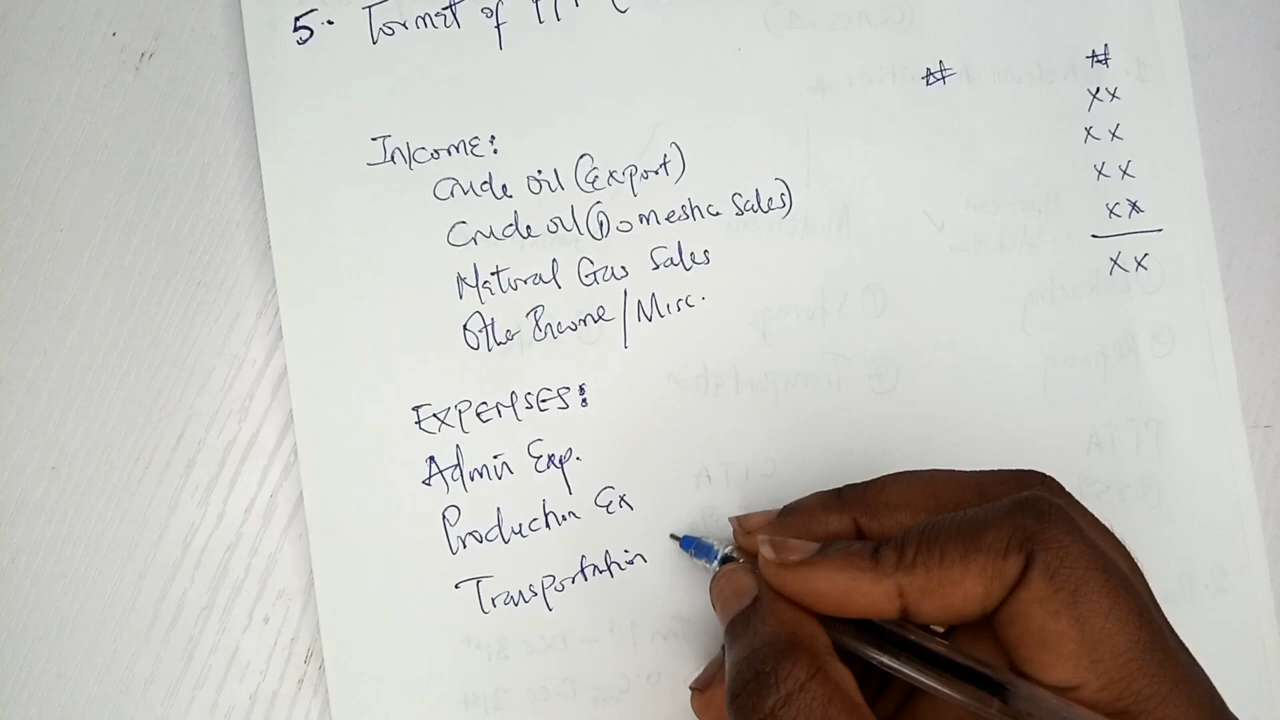 5. Format of
₦ ₦
xx
xx
xx
xx
xx
Income:
Crude oil (Export)
Crude oil (Domestic Sales)
Natural Gas Sales
Other Income/Misc.
EXPENSES:
Admin Exp.
Production Ex
Transportation